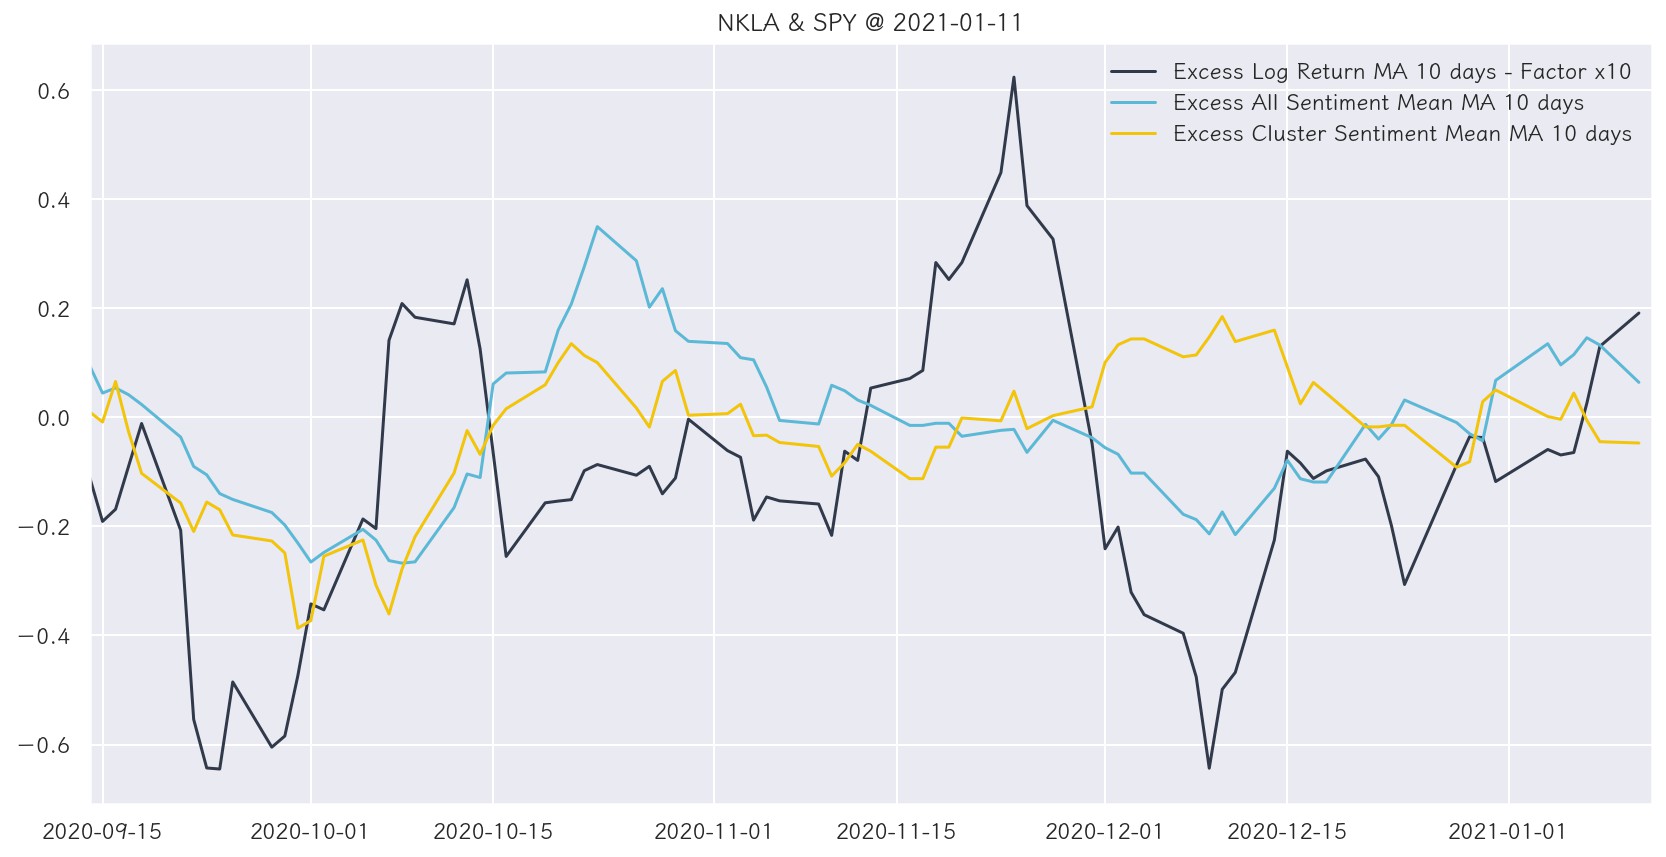 NKLA & SPY @ 2021-01-11
Excess Log Return MA 10 days - Factor x10
Excess All Sentiment Mean MA 10 days
Excess Cluster Sentiment Mean MA 10 days
0.6
0.4
0.2
0.0
−0.2
−0.4
−0.6
2020-09-15 2020-10-01 2020-10-15 2020-11-01 2020-11-15 2020-12-01 2020-12-15 2021-01-01